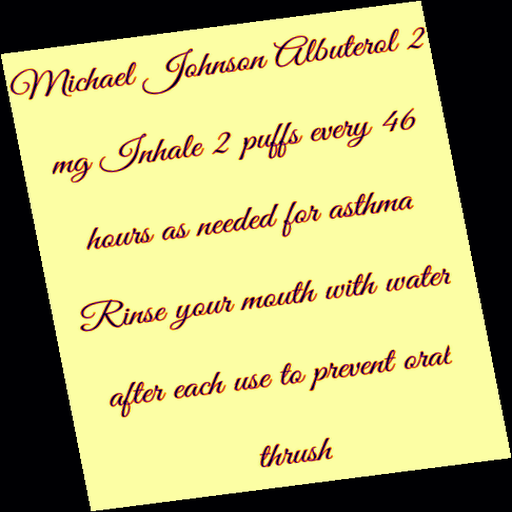 Michael Johnson Albuterol 2
mg Inhale 2 puffs every 46
hours as needed for asthma
Rinse your mouth with water
after each use to prevent oral
thrush